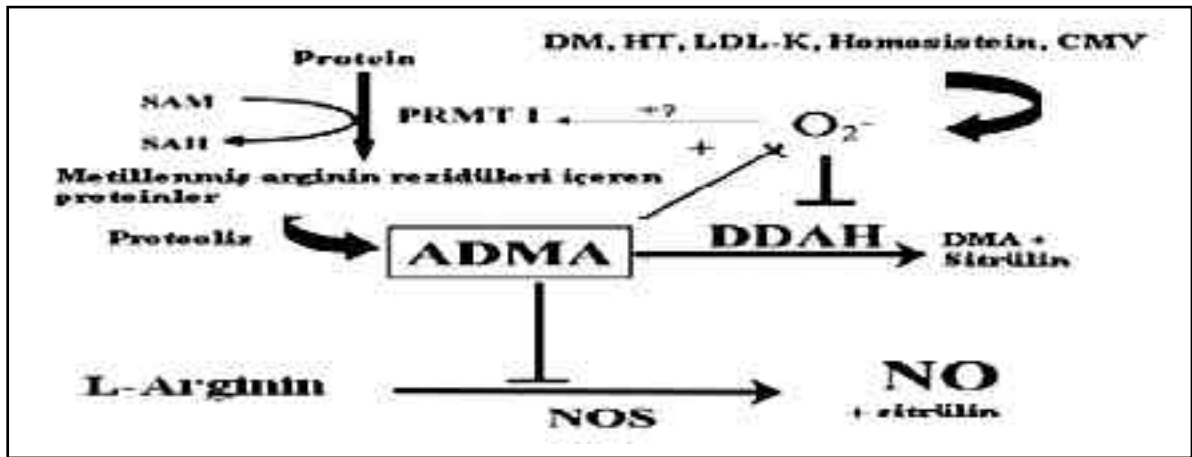 DM, HT, LDL-K, Homosistein, CMV
Protein
SAM
PRMT I
+?
O₂⁻
SAH
+
Metillenmiş arginin rezidüleri içeren
proteinler
Proteoliz
ADMA
DDAH
DMA +
Sitrülin
L-Arginin
NOS
NO
+ sitrülin